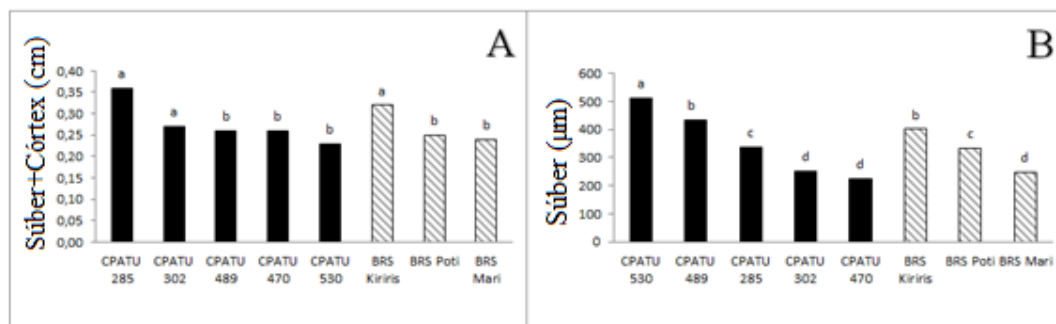 A
Súber+Córtex (cm)
0,40
0,35
0,30
0,25
0,20
0,15
0,10
0,05
0,00
a
a
b
b
b
a
b
b
CPATU 285
CPATU 302
CPATU 489
CPATU 470
CPATU 530
BRS Kiriris
BRS Poti
BRS Mari
B
Súber (µm)
600
500
400
300
200
100
0
a
b
c
d
d
b
c
d
CPATU 530
CPATU 489
CPATU 285
CPATU 302
CPATU 470
BRS Kiriris
BRS Poti
BRS Mari